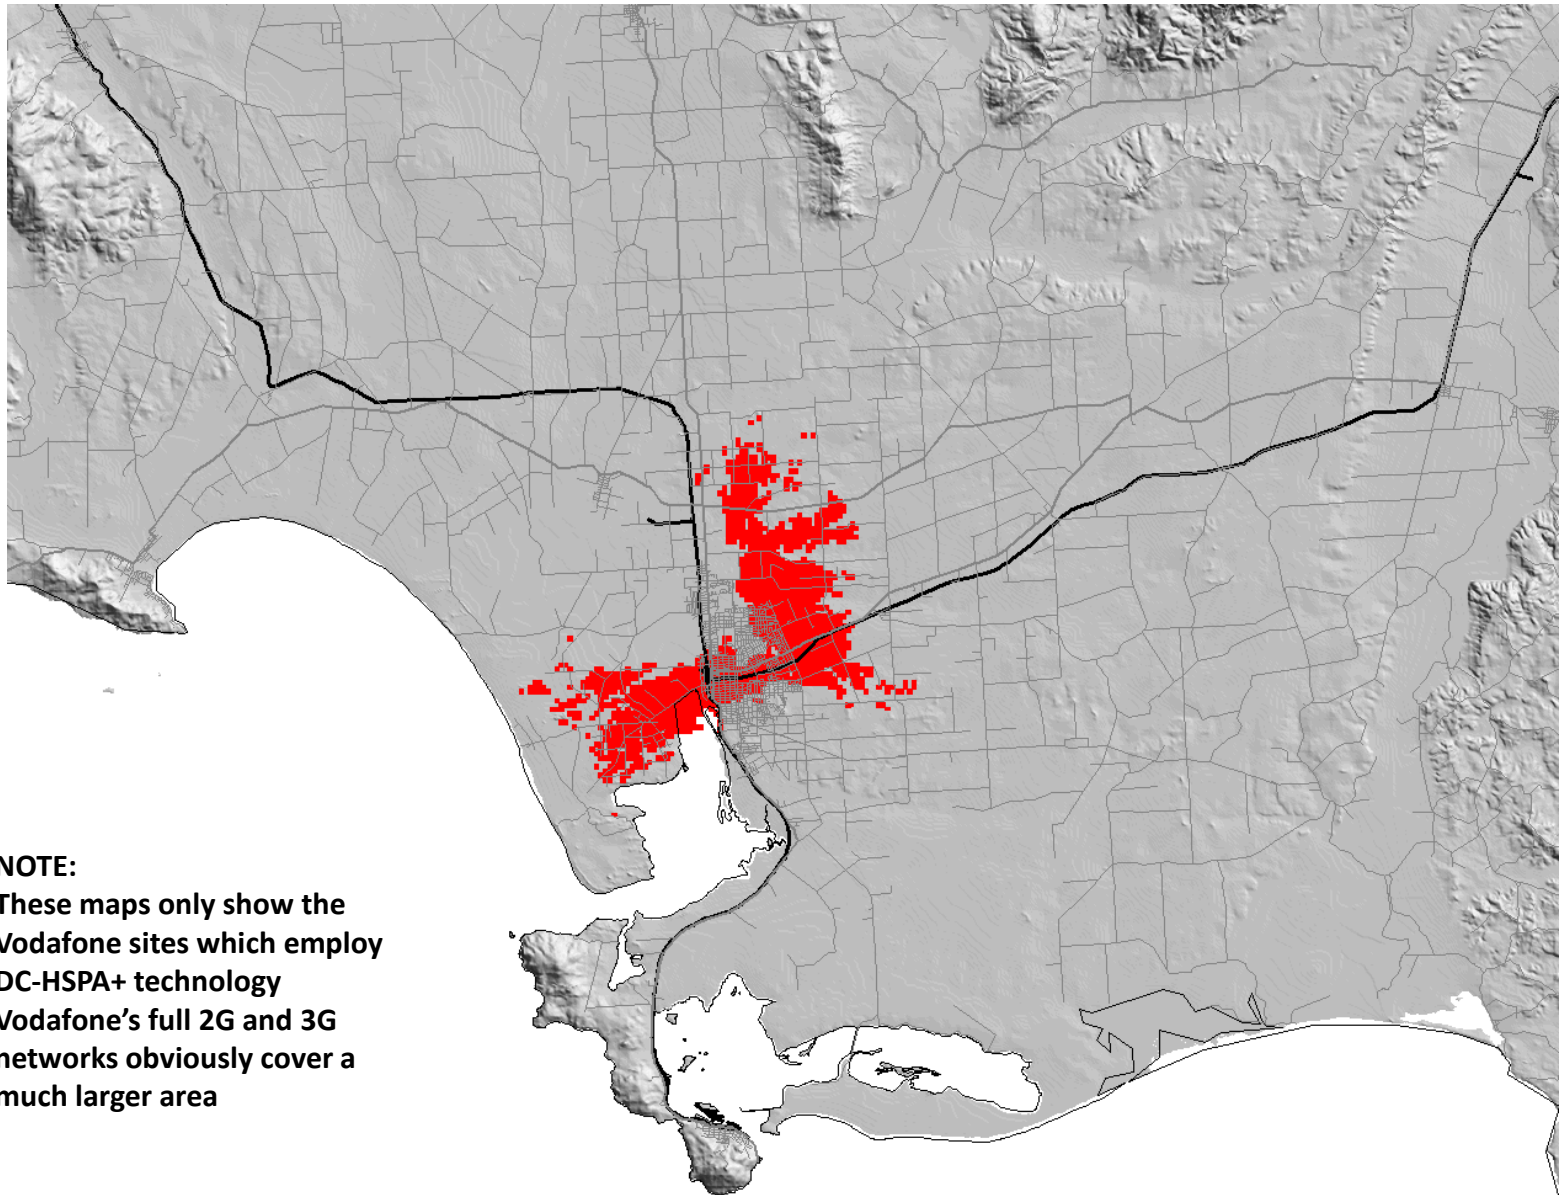 NOTE:
These maps only show the
Vodafone sites which employ
DC-HSPA+ technology
Vodafone’s full 2G and 3G
networks obviously cover a
much larger area